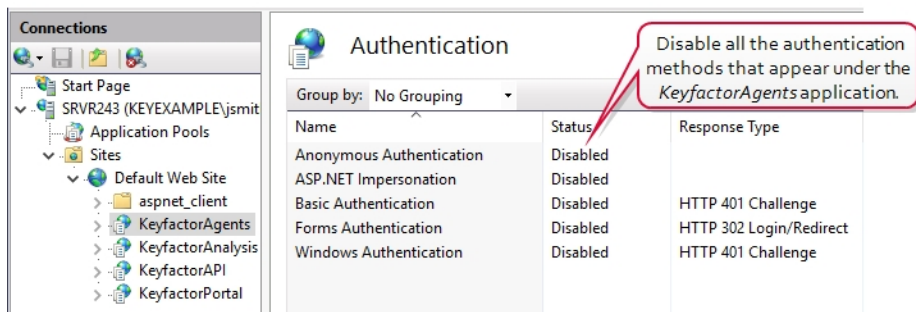 Connections
Start Page
SRVR243 (KEYEXAMPLE\jsmit
Application Pools
Sites
Default Web Site
aspnet_client
KeyfactorAgents
KeyfactorAnalysis
KeyfactorAPI
KeyfactorPortal
Authentication
Group by: No Grouping
Name Status Response Type
Anonymous Authentication Disabled
ASP.NET Impersonation Disabled
Basic Authentication Disabled HTTP 401 Challenge
Forms Authentication Disabled HTTP 302 Login/Redirect
Windows Authentication Disabled HTTP 401 Challenge
Disable all the authentication
methods that appear under the
KeyfactorAgents application.